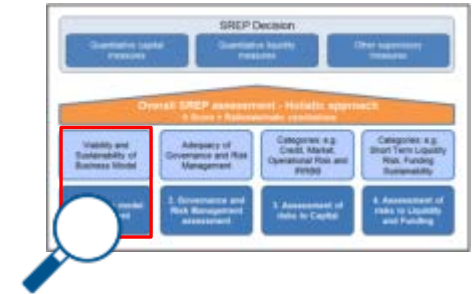 SREP Decision
Quantitative capital
measures
Quantitative liquidity
measures
Other supervisory
measures
Overall SREP assessment - Holistic approach
Viability and
Sustainability of
Business Model
Adequacy of
Governance and Risk
Management
Categories: e.g.
Credit, Market,
Operational Risk and
IRRBB
Categories: e.g.
Short Term Liquidity
Risk, Funding
Sustainability
model
2. Governance and
Risk Management
assessment
3. Assessment of
risks to Capital
4. Assessment of
risks to Liquidity
and Funding